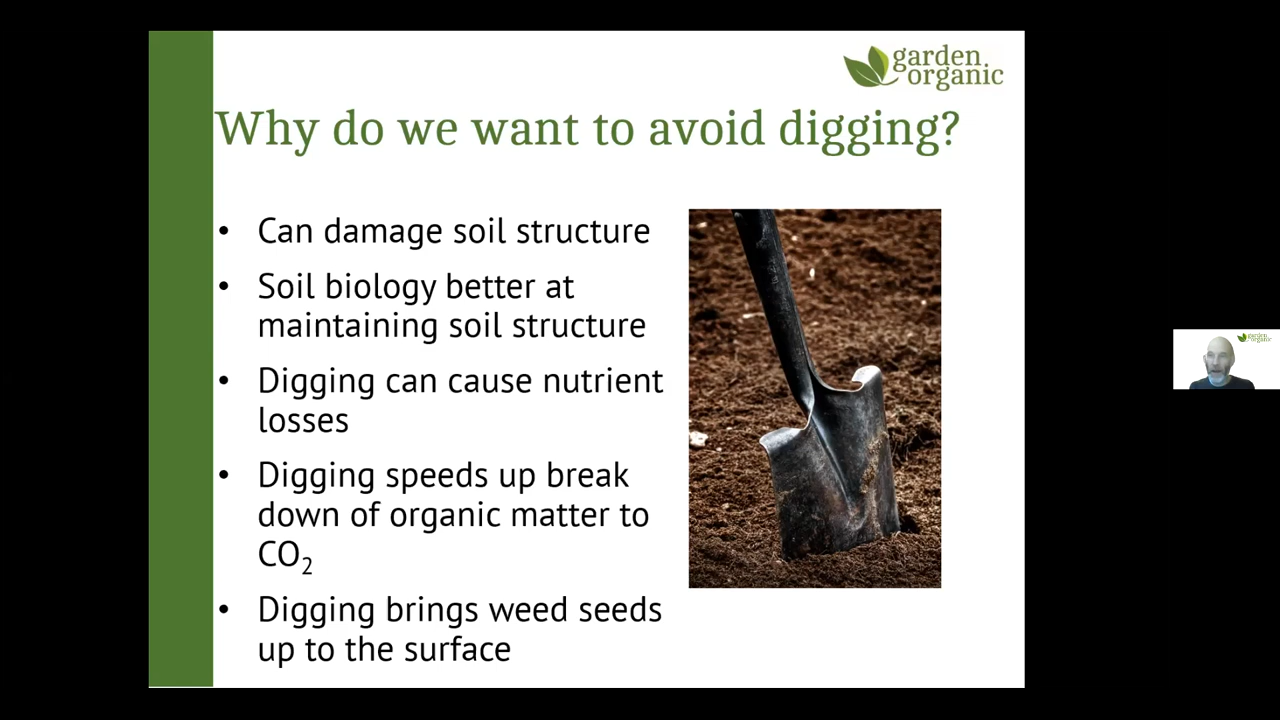 garden
organic
Why do we want to avoid digging?
• Can damage soil structure
• Soil biology better at
maintaining soil structure
• Digging can cause nutrient
losses
• Digging speeds up break
down of organic matter to
CO₂
• Digging brings weed seeds
up to the surface
garden
organic